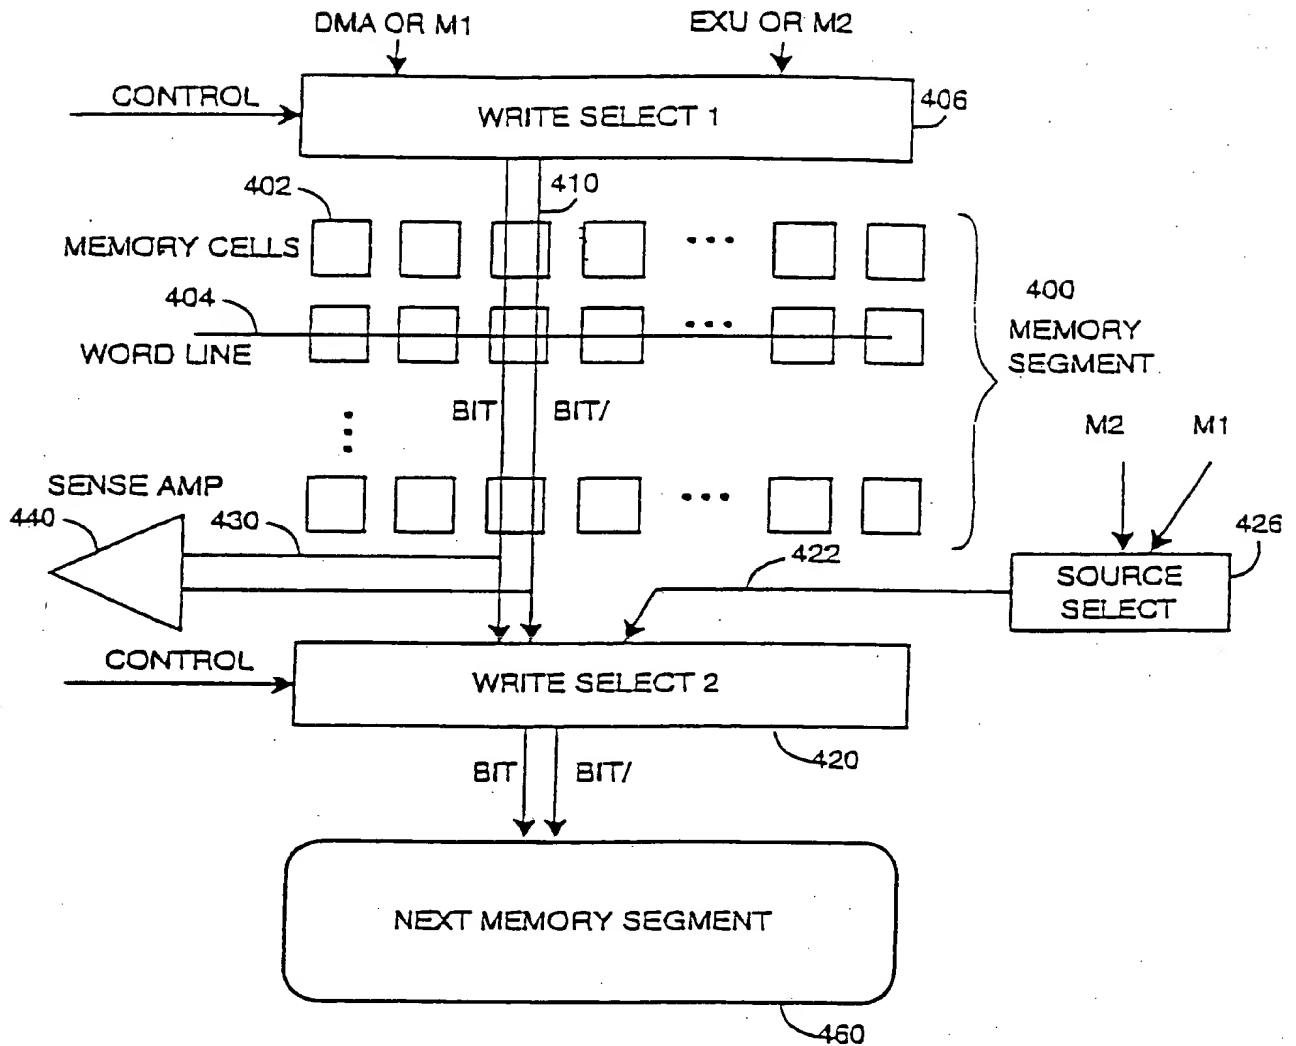 DMA OR M1
EXU OR M2
CONTROL
WRITE SELECT 1
406
402
410
MEMORY CELLS
404
WORD LINE
400
MEMORY
SEGMENT
BIT
BIT/
M2
M1
SENSE AMP
440
430
422
426
SOURCE
SELECT
CONTROL
WRITE SELECT 2
420
BIT
BIT/
NEXT MEMORY SEGMENT
460